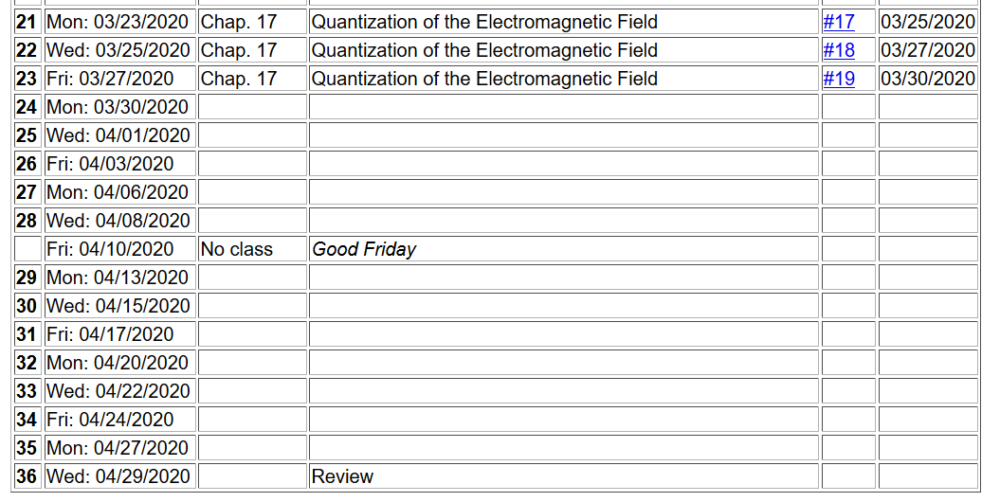 21 Mon: 03/23/2020 Chap. 17 Quantization of the Electromagnetic Field #17 03/25/2020
22 Wed: 03/25/2020 Chap. 17 Quantization of the Electromagnetic Field #18 03/27/2020
23 Fri: 03/27/2020 Chap. 17 Quantization of the Electromagnetic Field #19 03/30/2020
24 Mon: 03/30/2020
25 Wed: 04/01/2020
26 Fri: 04/03/2020
27 Mon: 04/06/2020
28 Wed: 04/08/2020
Fri: 04/10/2020 No class Good Friday
29 Mon: 04/13/2020
30 Wed: 04/15/2020
31 Fri: 04/17/2020
32 Mon: 04/20/2020
33 Wed: 04/22/2020
34 Fri: 04/24/2020
35 Mon: 04/27/2020
36 Wed: 04/29/2020 Review